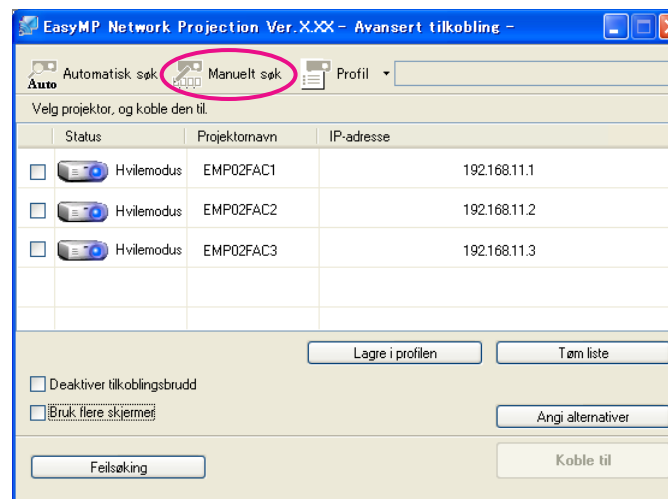 EasyMP Network Projection Ver.X.XX - Avansert tilkobling -
Auto Automatisk søk Manuelt søk Profil
Velg projektor, og koble den til.
Status Projektornavn IP-adresse
Hvilemodus EMP02FAC1 192.168.11.1
Hvilemodus EMP02FAC2 192.168.11.2
Hvilemodus EMP02FAC3 192.168.11.3
Lagre i profilen Tøm liste
Deaktiver tilkoblingsbrudd
Bruk flere skjermer
Angi alternativer
Feilsøking Koble til